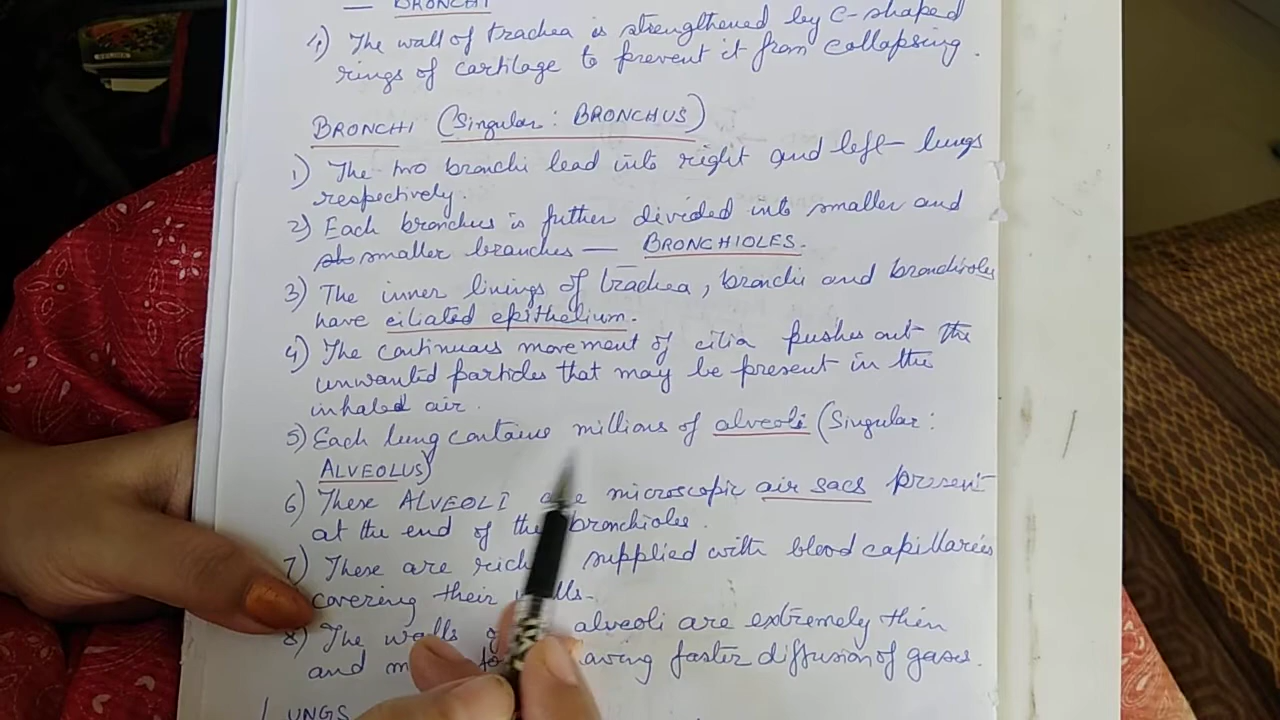 — BRONCHI
4) The wall of trachea is strengthened by C-shaped
rings of cartilage to prevent it from collapsing.
BRONCHI (Singular: BRONCHUS)
1) The two bronchi lead into right and left lungs
respectively.
2) Each bronchus is futher divided into smaller and
smaller branches — BRONCHIOLES.
3) The inner linings of trachea, bronchi and bronchioles
have ciliated epithelium.
4) The continuous movement of cilia pushes out the
unwanted particles that may be present in the
inhaled air.
5) Each lung contains millions of alveoli (Singular:
ALVEOLUS)
6) These ALVEOLI are microscopic air sacs present
at the end of the bronchioles.
7) These are supplied with blood capillaries
covering their
8) The walls alveoli are extremely thin
and faster diffusion of gases.
LUNGS